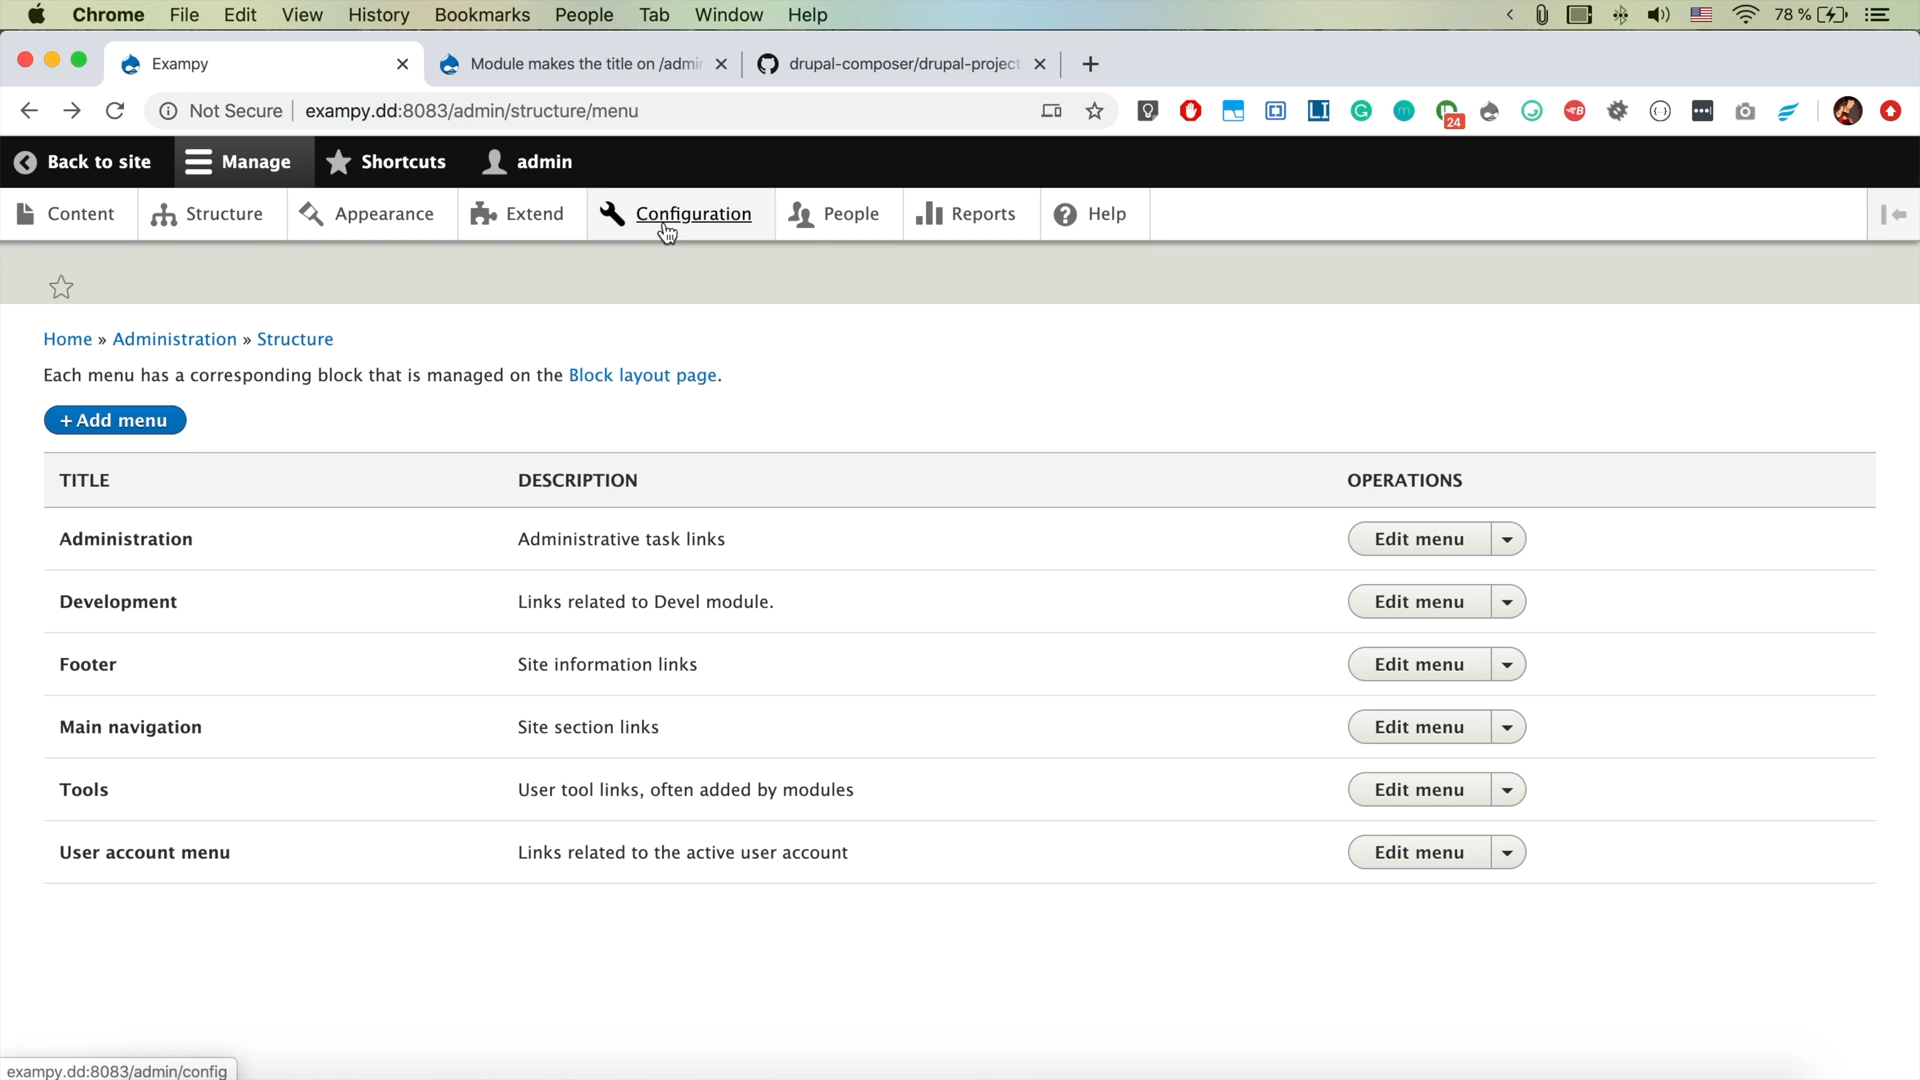 Chrome File Edit View History Bookmarks People Tab Window Help 78 %
Exampy Module makes the title on /admi drupal-composer/drupal-project
Not Secure exampy.dd:8083/admin/structure/menu 24
Back to site Manage Shortcuts admin
Content Structure Appearance Extend Configuration People Reports Help
Home » Administration » Structure
Each menu has a corresponding block that is managed on the Block layout page.
+ Add menu
TITLE DESCRIPTION OPERATIONS
Administration Administrative task links Edit menu
Development Links related to Devel module. Edit menu
Footer Site information links Edit menu
Main navigation Site section links Edit menu
Tools User tool links, often added by modules Edit menu
User account menu Links related to the active user account Edit menu
exampy.dd:8083/admin/config